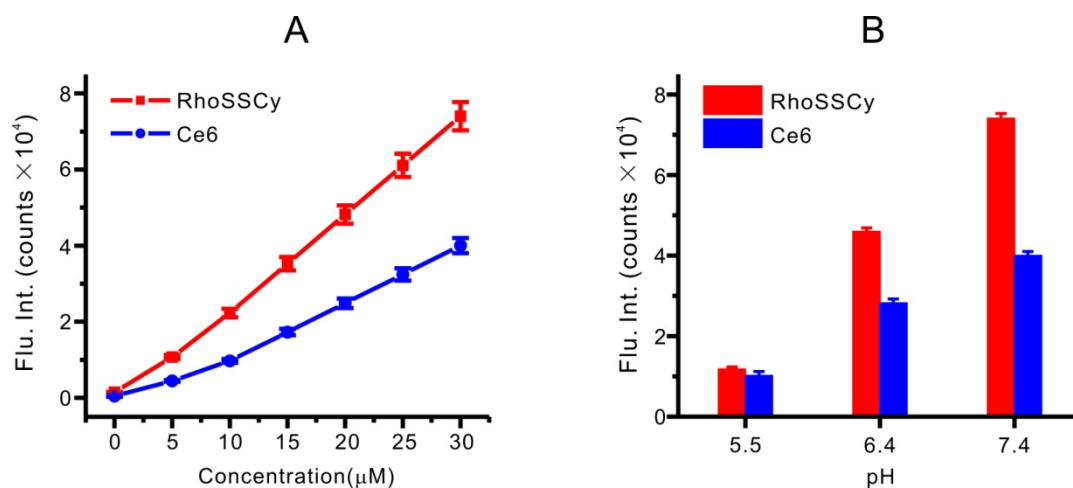 A
RhoSSCy
Ce6
Flu. Int. (counts ×10⁴)
8
6
4
2
0
0 5 10 15 20 25 30
Concentration(μM)
B
RhoSSCy
Ce6
Flu. Int. (counts ×10⁴)
8
6
4
2
0
5.5 6.4 7.4
pH